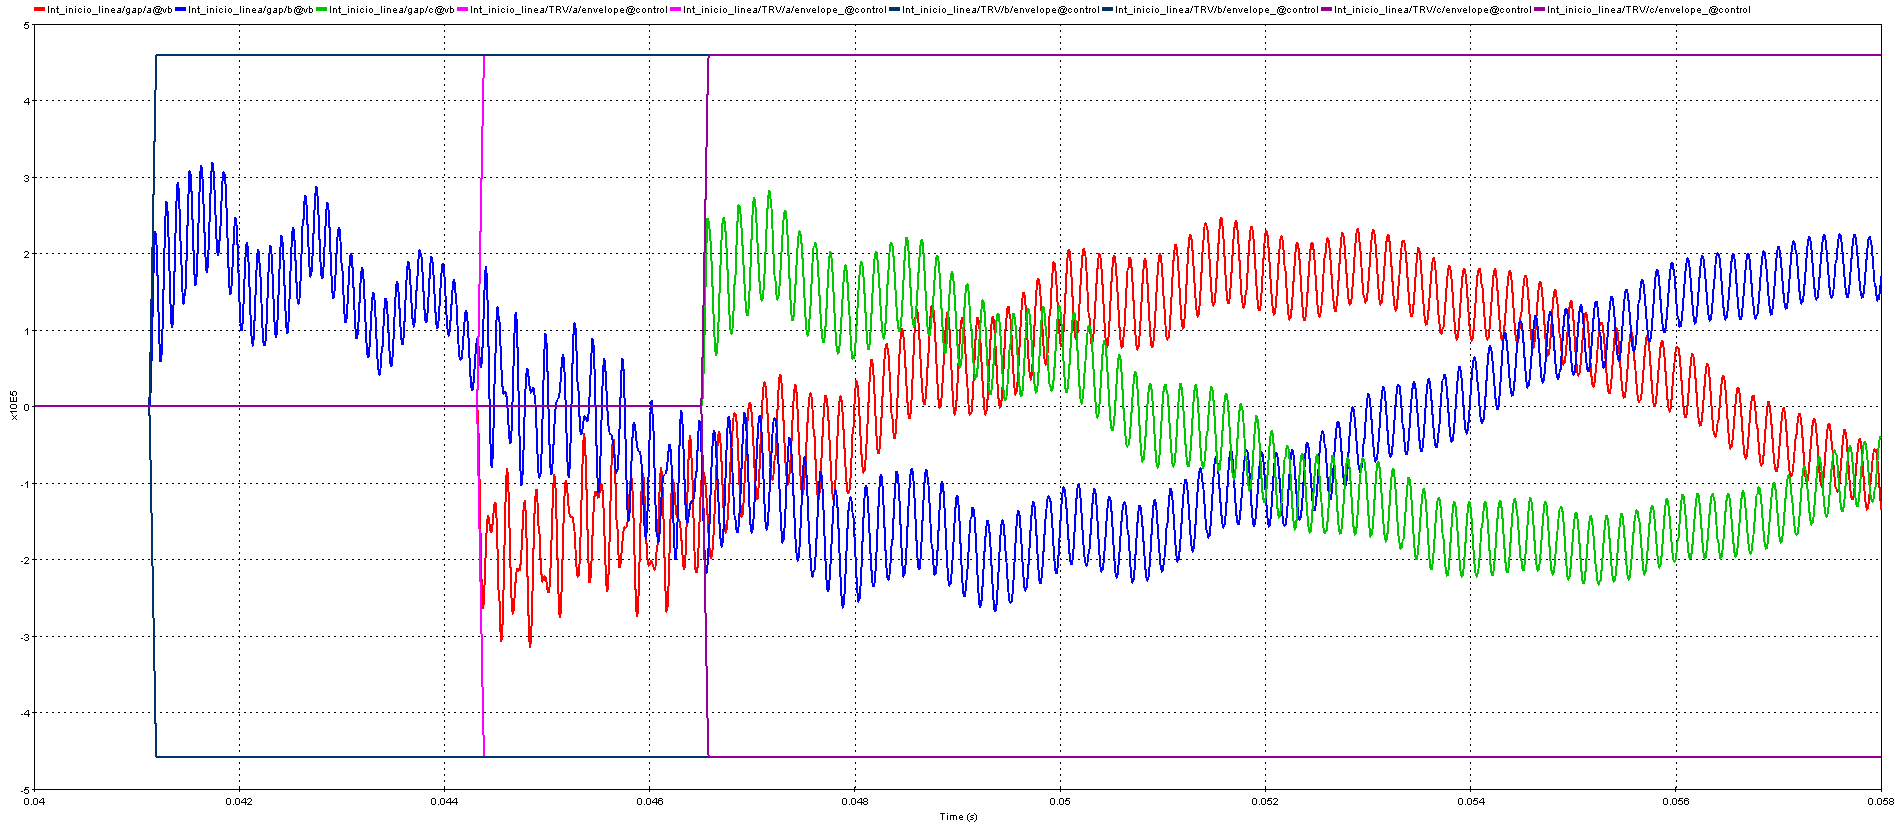 Int_inicio_linea/gap/a@vb Int_inicio_linea/gap/b@vb Int_inicio_linea/gap/c@vb Int_inicio_linea/TRV/a/envelope@control Int_inicio_linea/TRV/a/envelope_@control Int_inicio_linea/TRV/b/envelope@control Int_inicio_linea/TRV/b/envelope_@control Int_inicio_linea/TRV/c/envelope@control Int_inicio_linea/TRV/c/envelope_@control
5
4
3
2
1
0
-1
-2
-3
-4
-5
x10E5
0.04 0.042 0.044 0.046 0.048 0.05 0.052 0.054 0.056 0.058
Time (s)